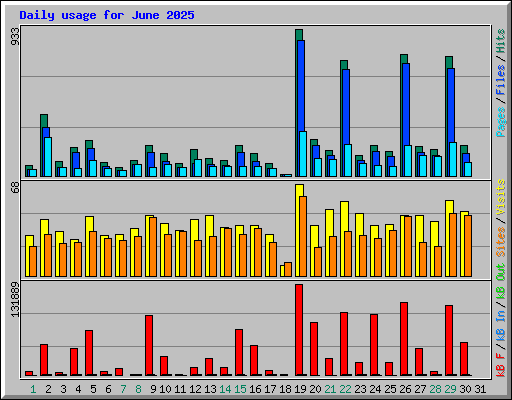 Daily usage for June 2025
933
68
131889
Pages / Files / Hits
Sites / Visits
kB F / kB In / kB Out
1 2 3 4 5 6 7 8 9 10 11 12 13 14 15 16 17 18 19 20 21 22 23 24 25 26 27 28 29 30 31